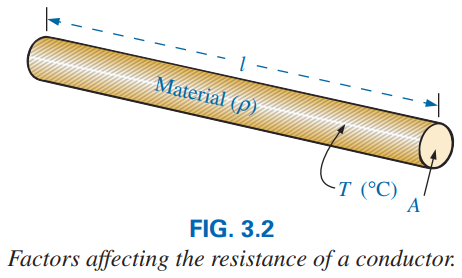 l
Material (ρ)
T (°C)
A
FIG. 3.2
Factors affecting the resistance of a conductor.